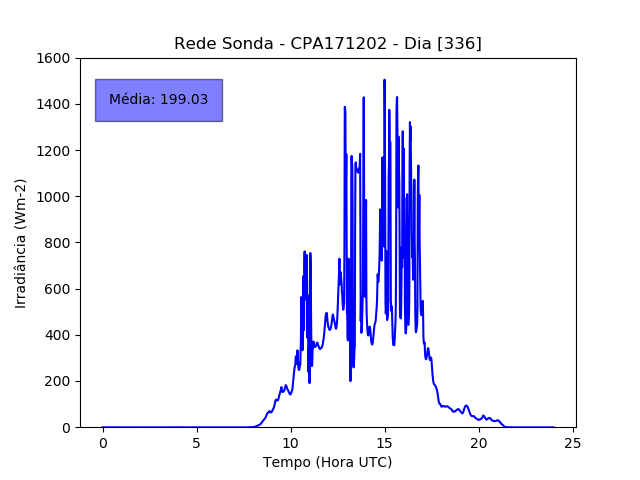 Rede Sonda - CPA171202 - Dia [336]
1600
Média: 199.03
1400
1200
1000
800
600
400
200
0
Irradiância (Wm-2)
0 5 10 15 20 25
Tempo (Hora UTC)